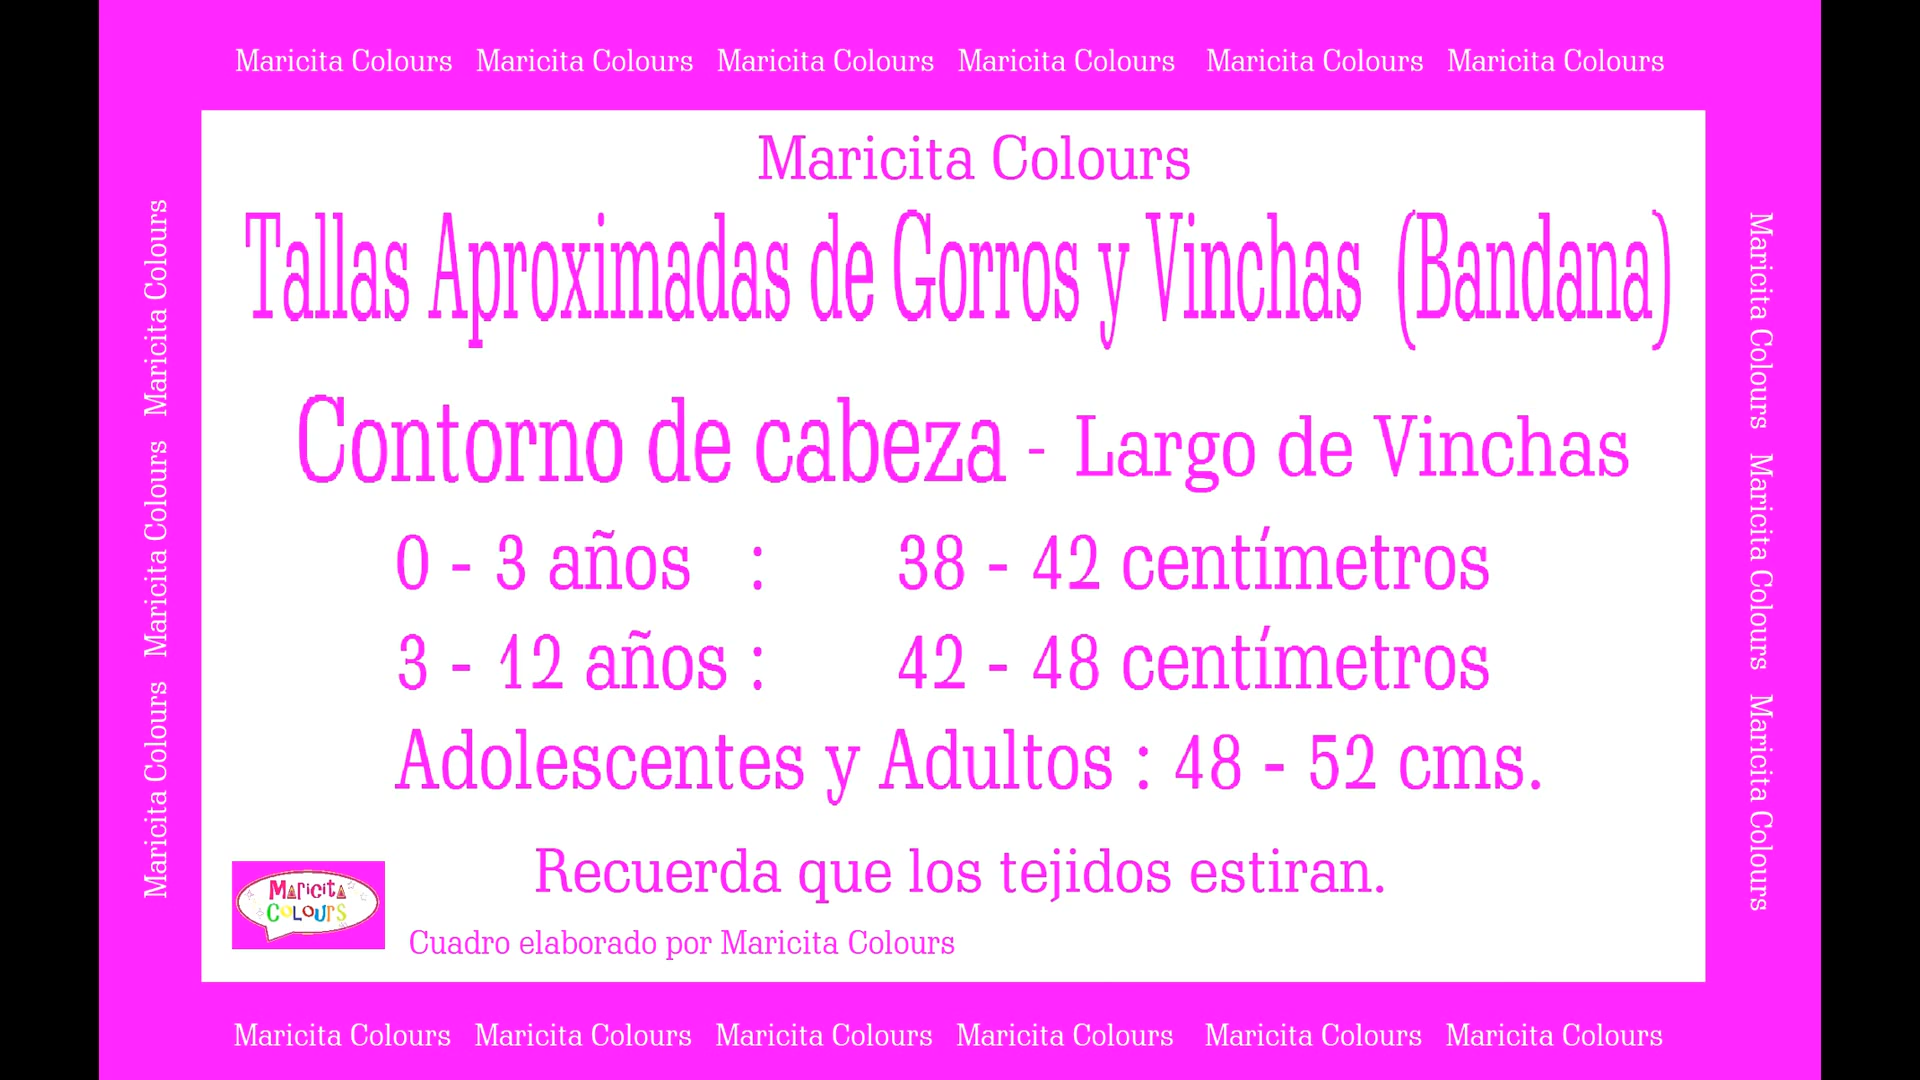 Maricita Colours Maricita Colours Maricita Colours Maricita Colours Maricita Colours Maricita Colours
Maricita Colours
Tallas Aproximadas de Gorros y Vinchas (Bandana)
Contorno de cabeza - Largo de Vinchas
0 - 3 años : 38 - 42 centímetros
3 - 12 años : 42 - 48 centímetros
Adolescentes y Adultos : 48 - 52 cms.
Recuerda que los tejidos estiran.
Maricita
Colours
Cuadro elaborado por Maricita Colours
Maricita Colours Maricita Colours Maricita Colours
Maricita Colours Maricita Colours Maricita Colours
Maricita Colours Maricita Colours Maricita Colours Maricita Colours Maricita Colours Maricita Colours